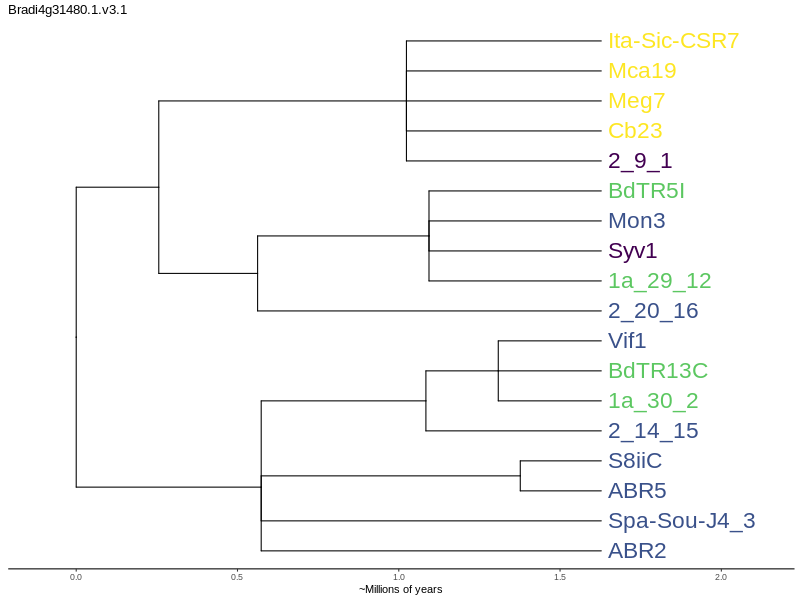 Bradi4g31480.1.v3.1
Ita-Sic-CSR7
Mca19
Meg7
Cb23
2_9_1
BdTR5I
Mon3
Syv1
1a_29_12
2_20_16
Vif1
BdTR13C
1a_30_2
2_14_15
S8iiC
ABR5
Spa-Sou-J4_3
ABR2
0.0 0.5 1.0 1.5 2.0
~Millions of years